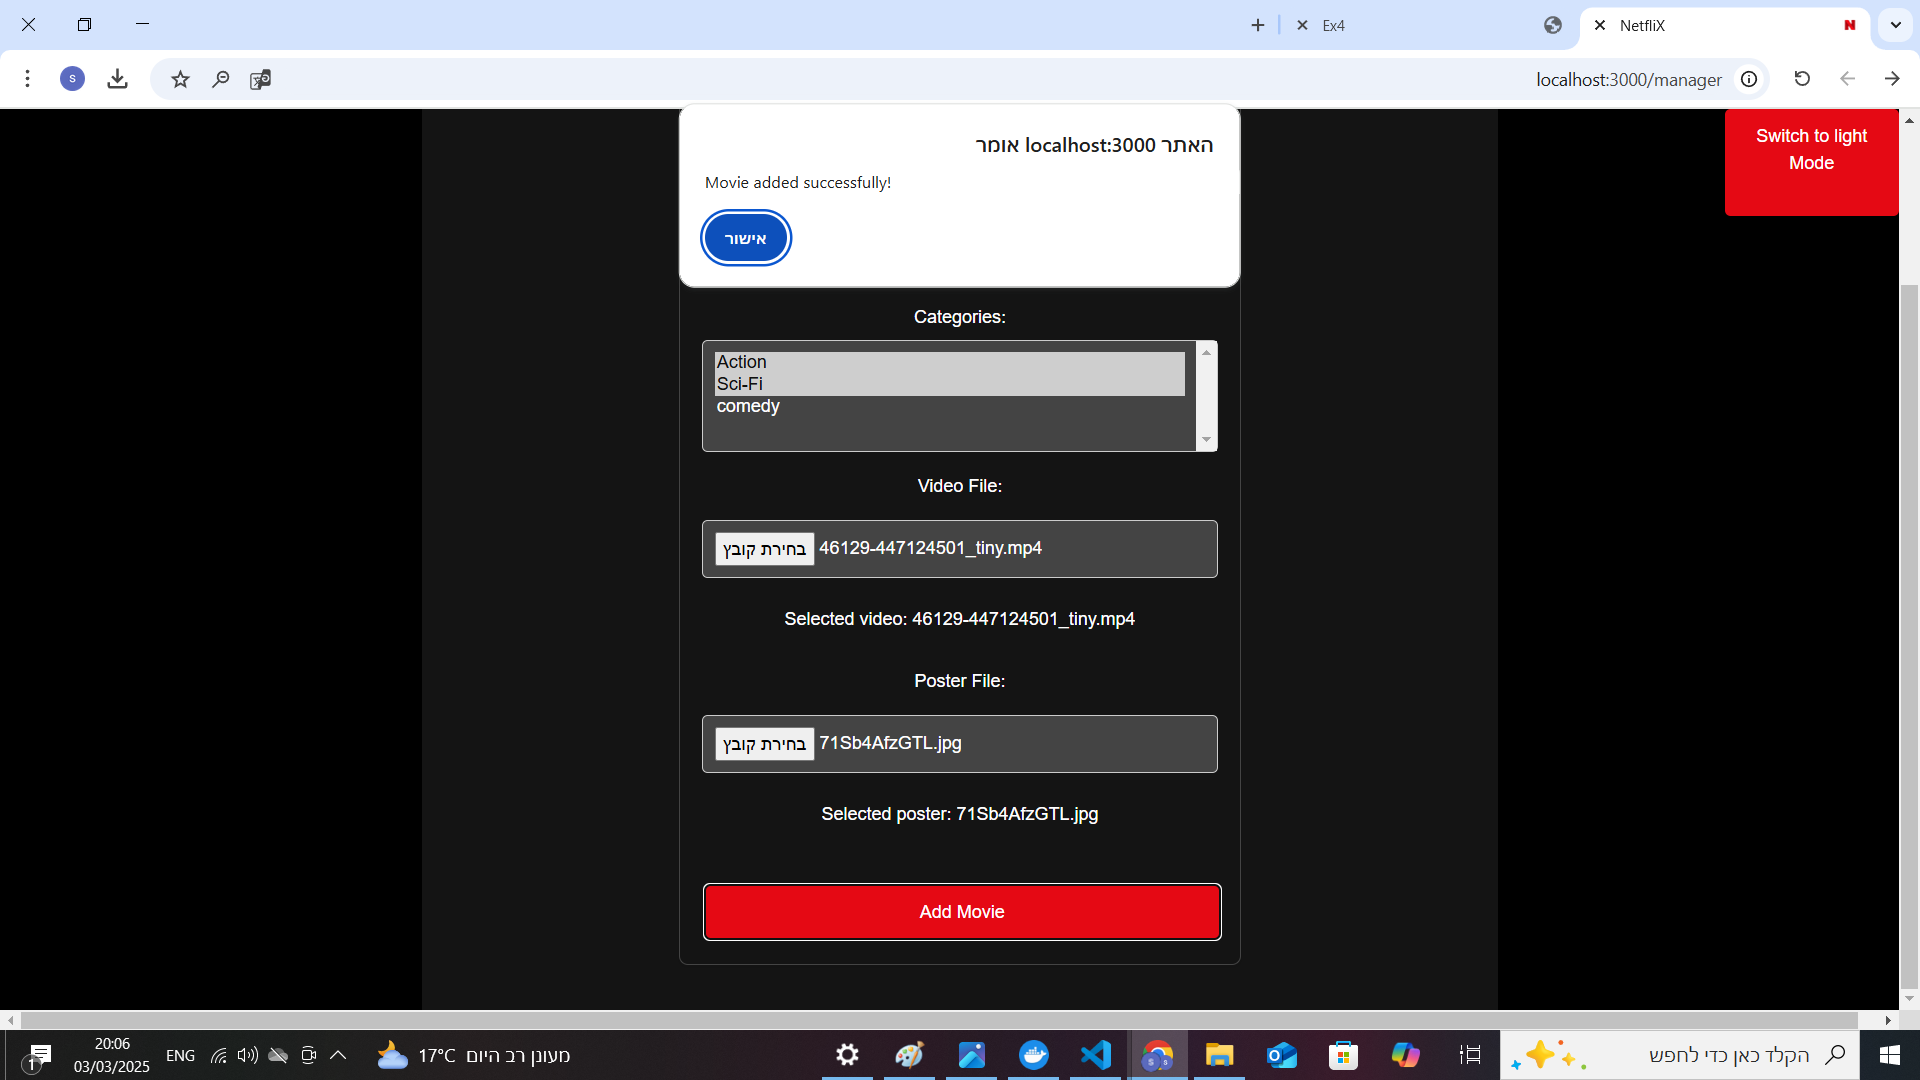 Ex4
NetfliX
N
S
localhost:3000/manager
Switch to light
Mode
האתר localhost:3000 אומר
Movie added successfully!
אישור
Categories:
Action
Sci-Fi
comedy
Video File:
בחירת קובץ 46129-447124501_tiny.mp4
Selected video: 46129-447124501_tiny.mp4
Poster File:
בחירת קובץ 71Sb4AfzGTL.jpg
Selected poster: 71Sb4AfzGTL.jpg
Add Movie
1
20:06
03/03/2025
ENG
17°C מעונן רב היום
הקלד כאן כדי לחפש